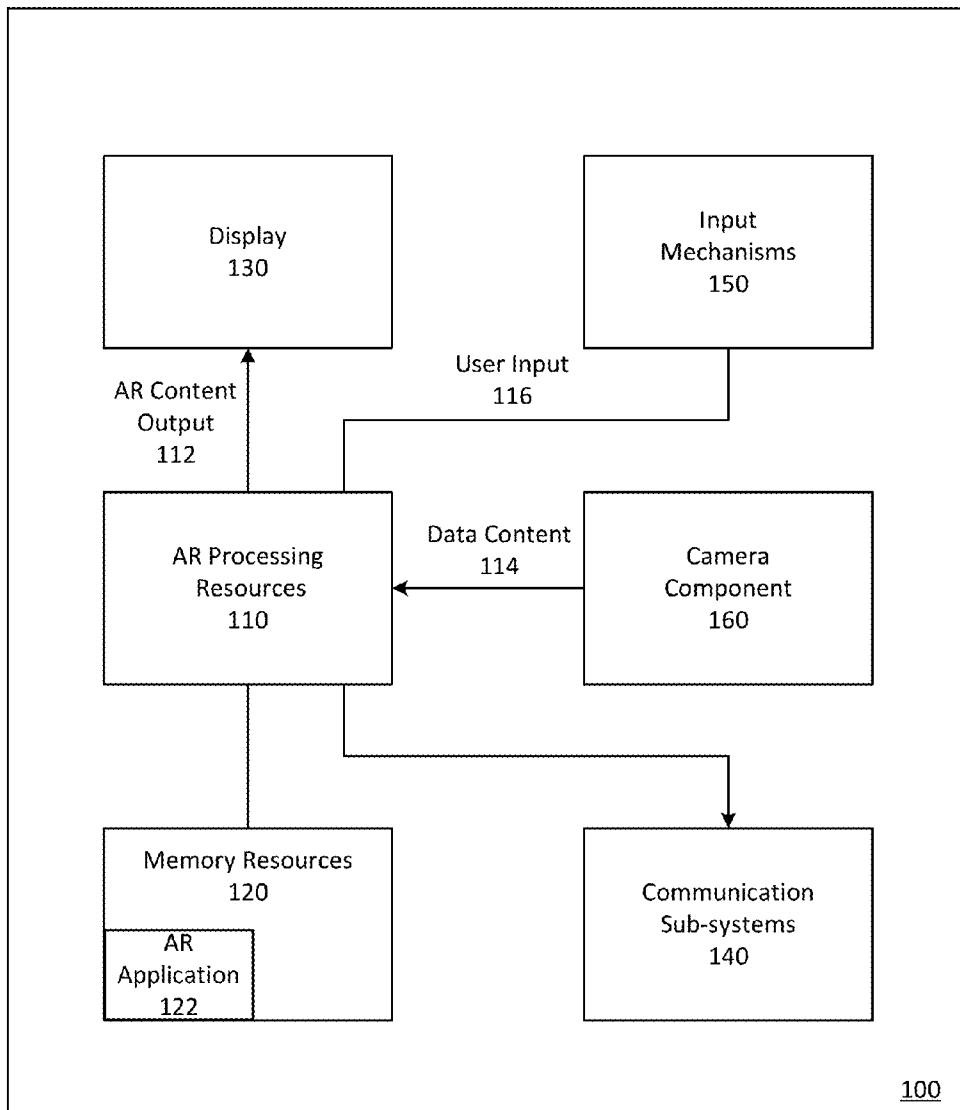 Display
130
Input
Mechanisms
150
User Input
116
AR Content
Output
112
AR Processing
Resources
110
Data Content
114
Camera
Component
160
Memory Resources
120
AR
Application
122
Communication
Sub-systems
140
100